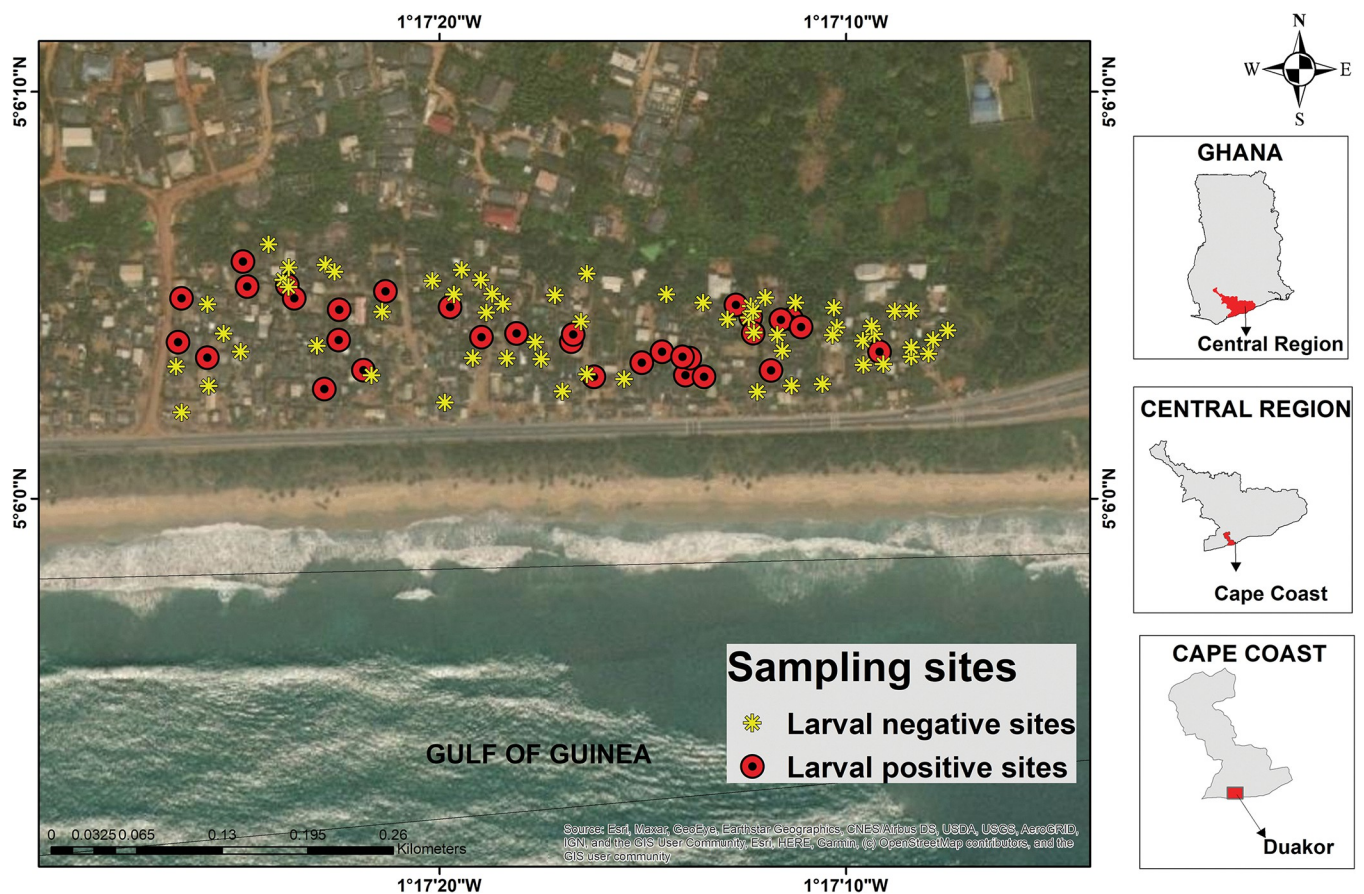 1°17'20"W
1°17'10"W
N
W
E
S
5°6'10"N
5°6'10"N
GHANA
Central Region
CENTRAL REGION
Cape Coast
5°6'0"N
5°6'0"N
CAPE COAST
Duakor
Sampling sites
Larval negative sites
Larval positive sites
GULF OF GUINEA
0 0.0325 0.065 0.13 0.195 0.26
Kilometers
Source: Esri, Maxar, GeoEye, Earthstar Geographics, CNES/Airbus DS, USDA, USGS, AeroGRID,
IGN, and the GIS User Community, Esri, HERE, Garmin, (c) OpenStreetMap contributors, and the
GIS user community
1°17'20"W
1°17'10"W